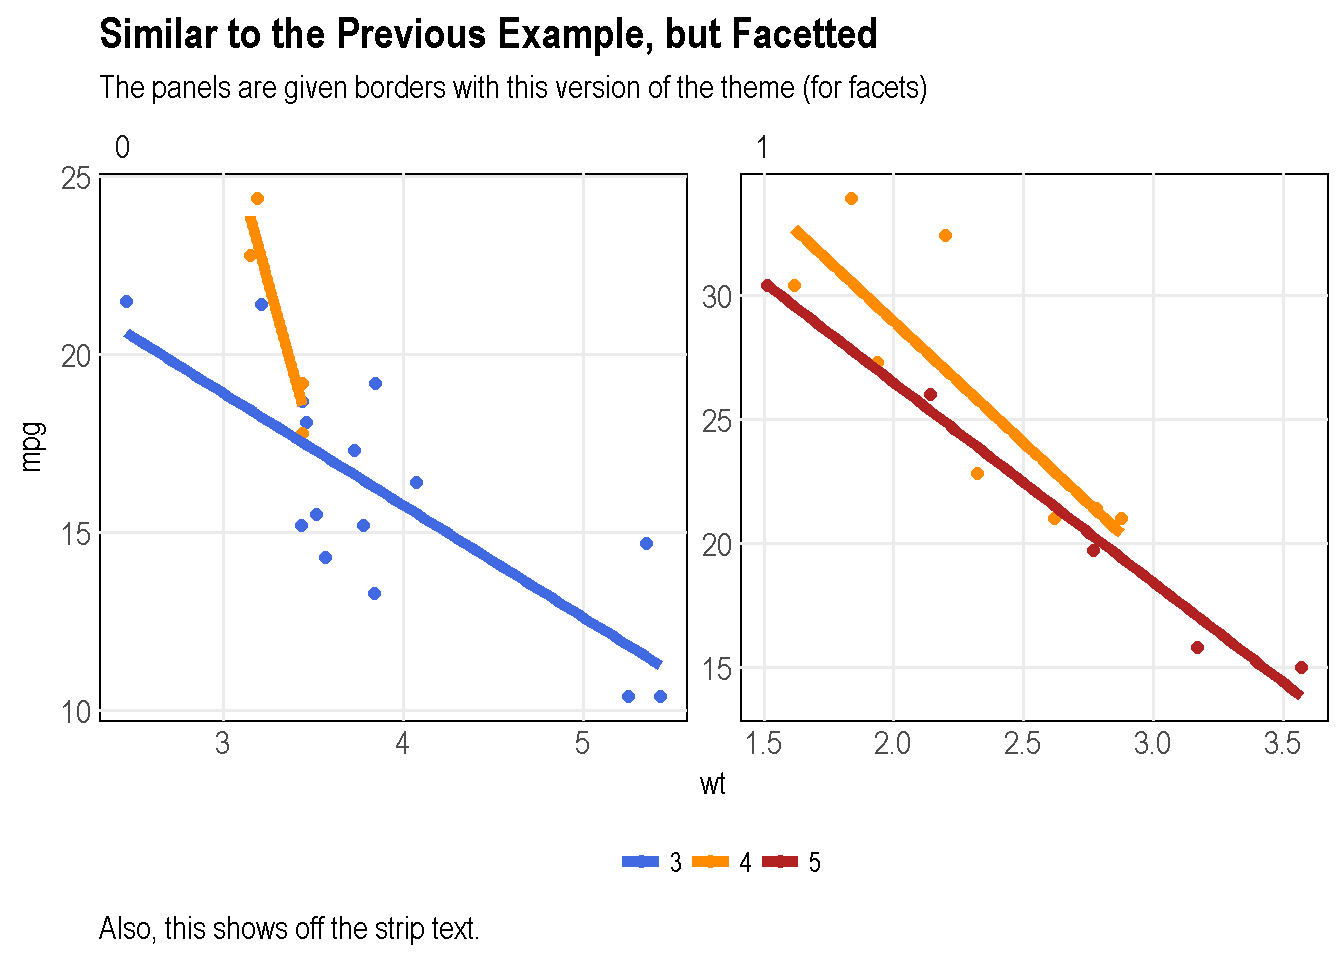 Similar to the Previous Example, but Facetted
The panels are given borders with this version of the theme (for facets)
0
1
25
20
15
10
30
25
20
15
mpg
3 4 5
1.5 2.0 2.5 3.0 3.5
wt
3 4 5
Also, this shows off the strip text.